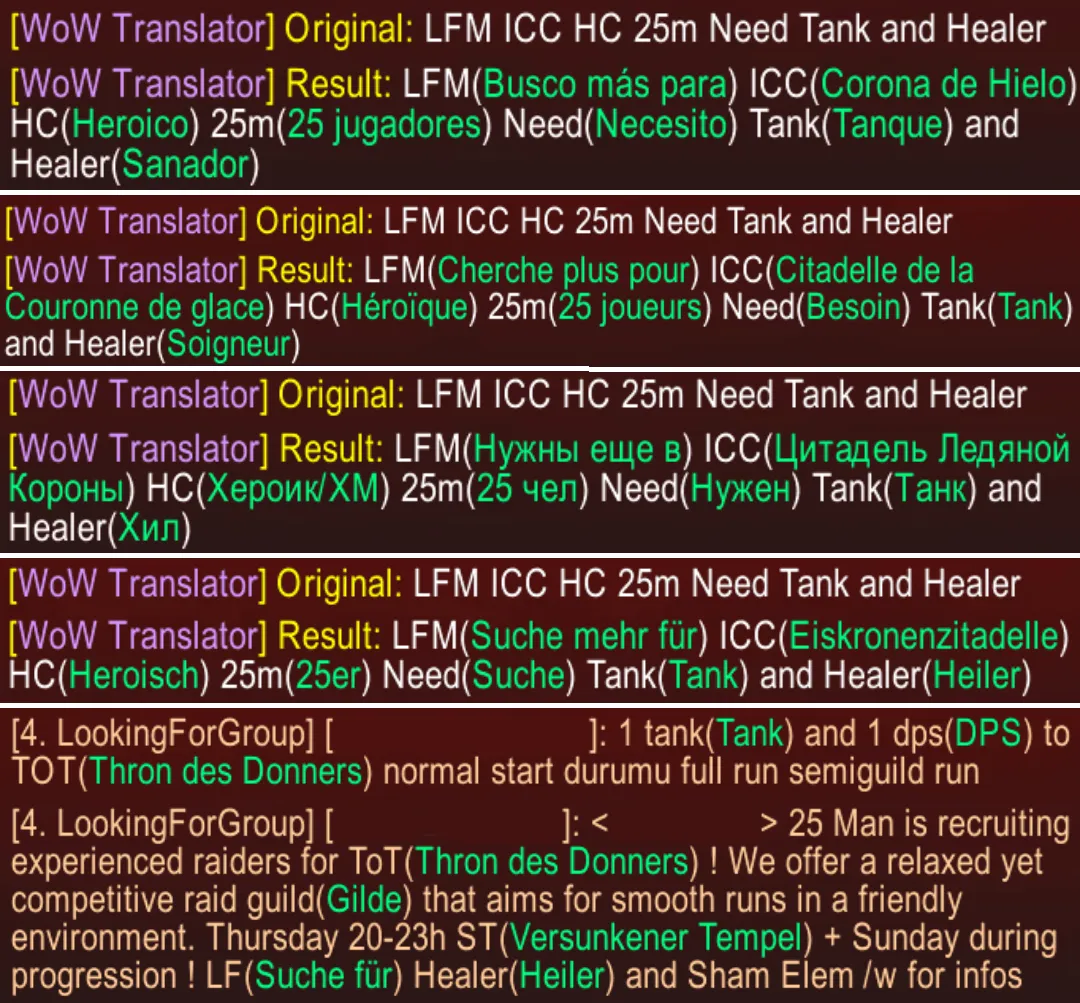 [WoW Translator] Original: LFM ICC HC 25m Need Tank and Healer
[WoW Translator] Result: LFM(Busco más para) ICC(Corona de Hielo)
HC(Heroico) 25m(25 jugadores) Need(Necesito) Tank(Tanque) and
Healer(Sanador)
[WoW Translator] Original: LFM ICC HC 25m Need Tank and Healer
[WoW Translator] Result: LFM(Cherche plus pour) ICC(Citadelle de la
Couronne de glace) HC(Héroïque) 25m(25 joueurs) Need(Besoin) Tank(Tank)
and Healer(Soigneur)
[WoW Translator] Original: LFM ICC HC 25m Need Tank and Healer
[WoW Translator] Result: LFM(Нужны еще в) ICC(Цитадель Ледяной
Короны) HC(Хероик/ХМ) 25m(25 чел) Need(Нужен) Tank(Танк) and
Healer(Хил)
[WoW Translator] Original: LFM ICC HC 25m Need Tank and Healer
[WoW Translator] Result: LFM(Suche mehr für) ICC(Eiskronenzitadelle)
HC(Heroisch) 25m(25er) Need(Suche) Tank(Tank) and Healer(Heiler)
[4. LookingForGroup] [ ]: 1 tank(Tank) and 1 dps(DPS) to
TOT(Thron des Donners) normal start durumu full run semiguild run
[4. LookingForGroup] [ ]: < > 25 Man is recruiting
experienced raiders for ToT(Thron des Donners) ! We offer a relaxed yet
competitive raid guild(Gilde) that aims for smooth runs in a friendly
environment. Thursday 20-23h ST(Versunkener Tempel) + Sunday during
progression ! LF(Suche für) Healer(Heiler) and Sham Elem /w for infos